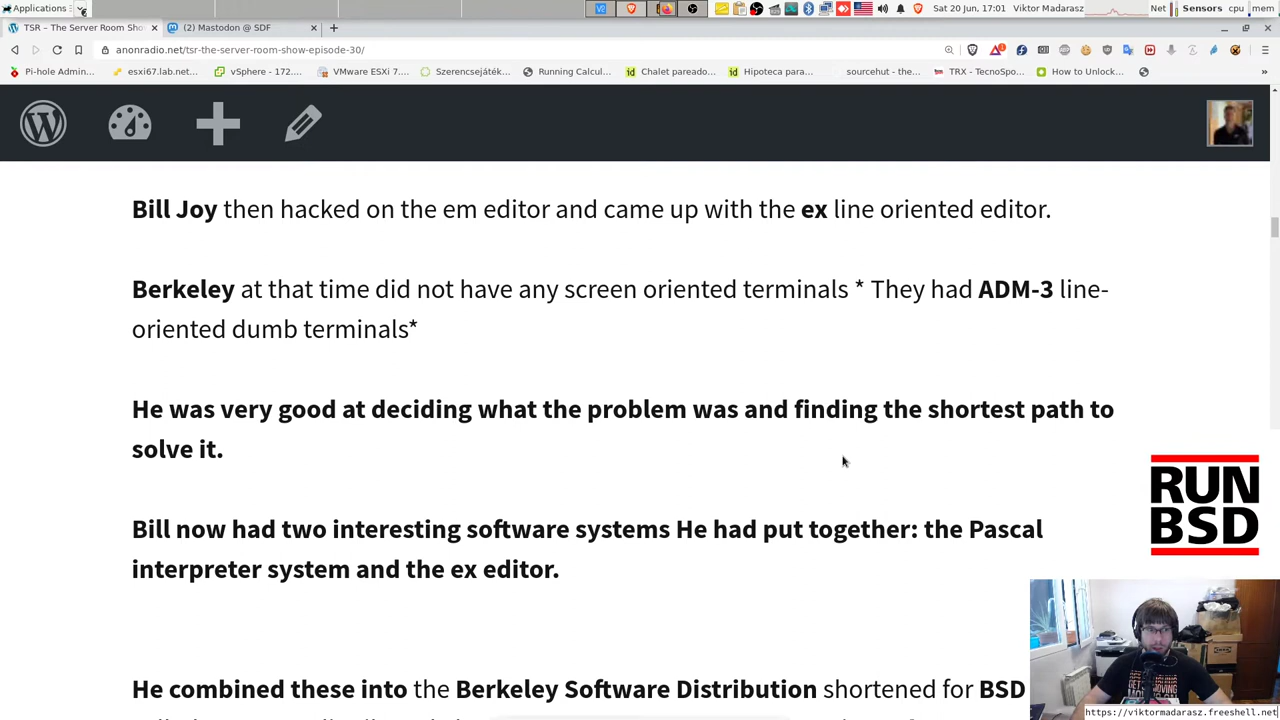 Applications
Sat 20 Jun, 17:01 Viktor Madarasz Net Sensors cpu mem
TSR – The Server Room Show (2) Mastodon @ SDF
anonradio.net/tsr-the-server-room-show-episode-30/
Pi-hole Admin... esxi67.lab.net... vSphere - 172.... VMware ESXi 7.... Szerencsejáték... Running Calcul... Chalet pareado... Hipoteca para... sourcehut - the... TRX - TecnoSpo... How to Unlock...
Bill Joy then hacked on the em editor and came up with the ex line oriented editor.
Berkeley at that time did not have any screen oriented terminals * They had ADM-3 line-
oriented dumb terminals*
He was very good at deciding what the problem was and finding the shortest path to
solve it.
RUN
BSD
Bill now had two interesting software systems He had put together: the Pascal
interpreter system and the ex editor.
He combined these into the Berkeley Software Distribution shortened for BSD
https://viktormadarasz.freeshell.net